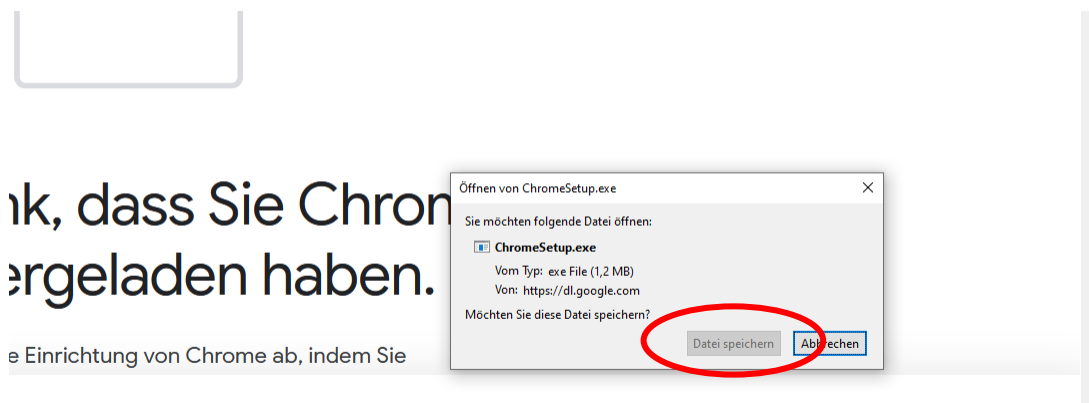 nk, dass Sie Chron
ergeladen haben.
e Einrichtung von Chrome ab, indem Sie
Öffnen von ChromeSetup.exe
Sie möchten folgende Datei öffnen:
ChromeSetup.exe
Vom Typ: exe File (1,2 MB)
Von: https://dl.google.com
Möchten Sie diese Datei speichern?
Datei speichern Abbrechen